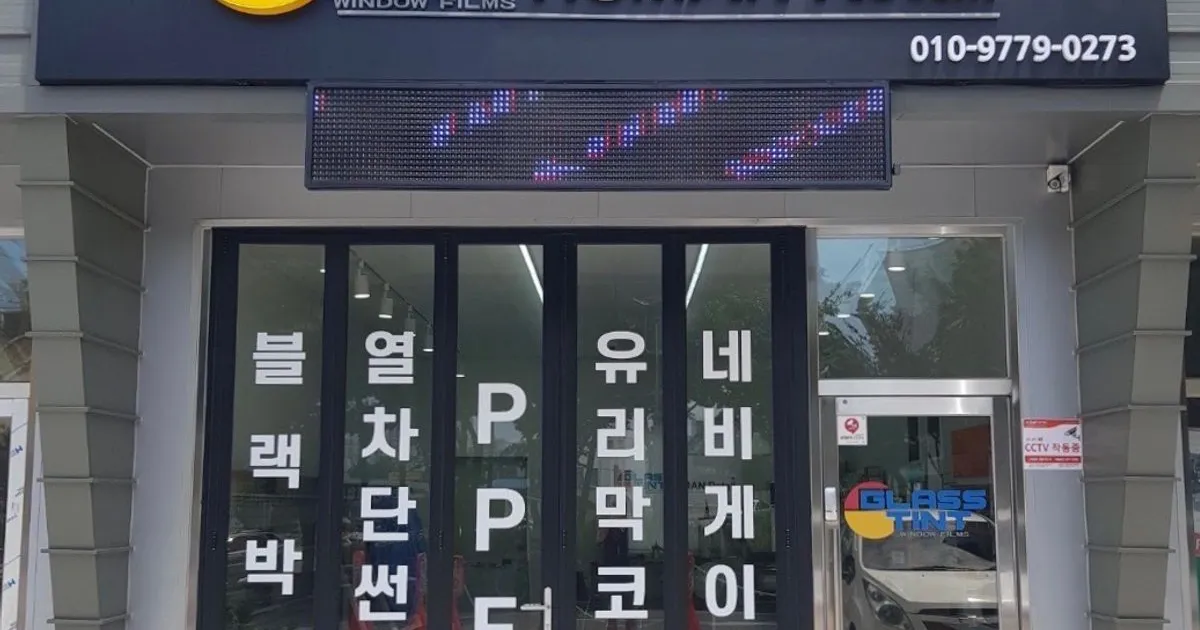 WINDOW FILMS
010-9779-0273
블랙박
열차단썬
PPF
유리막코
네비게이
GLASS
TINT
WINDOW FILMS
CCTV 작동중